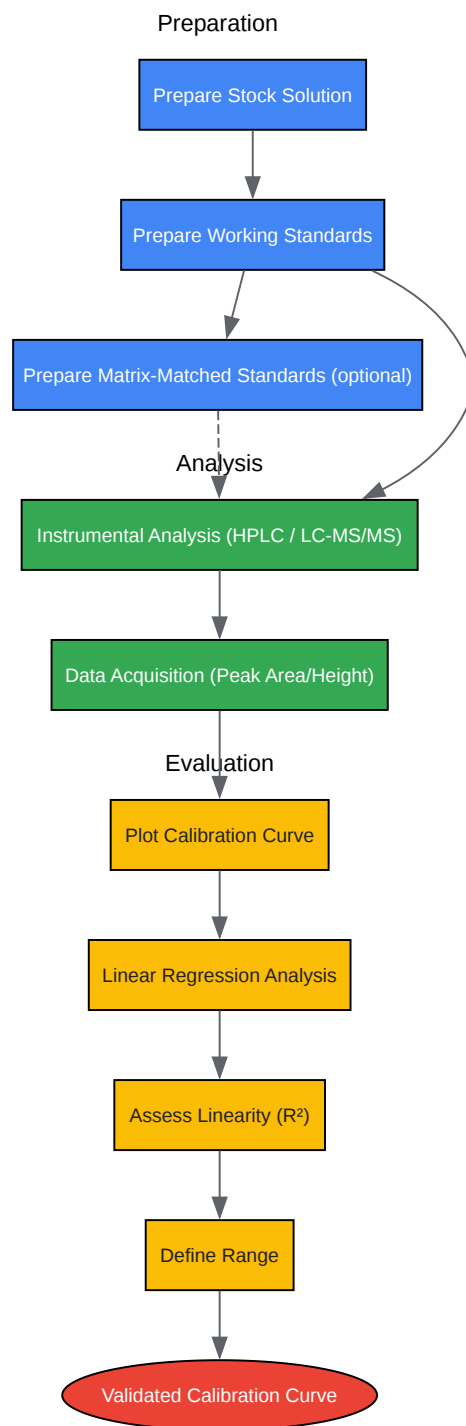 Preparation
Prepare Stock Solution
Prepare Working Standards
Prepare Matrix-Matched Standards (optional)
Analysis
Instrumental Analysis (HPLC / LC-MS/MS)
Data Acquisition (Peak Area/Height)
Evaluation
Plot Calibration Curve
Linear Regression Analysis
Assess Linearity (R²)
Define Range
Validated Calibration Curve